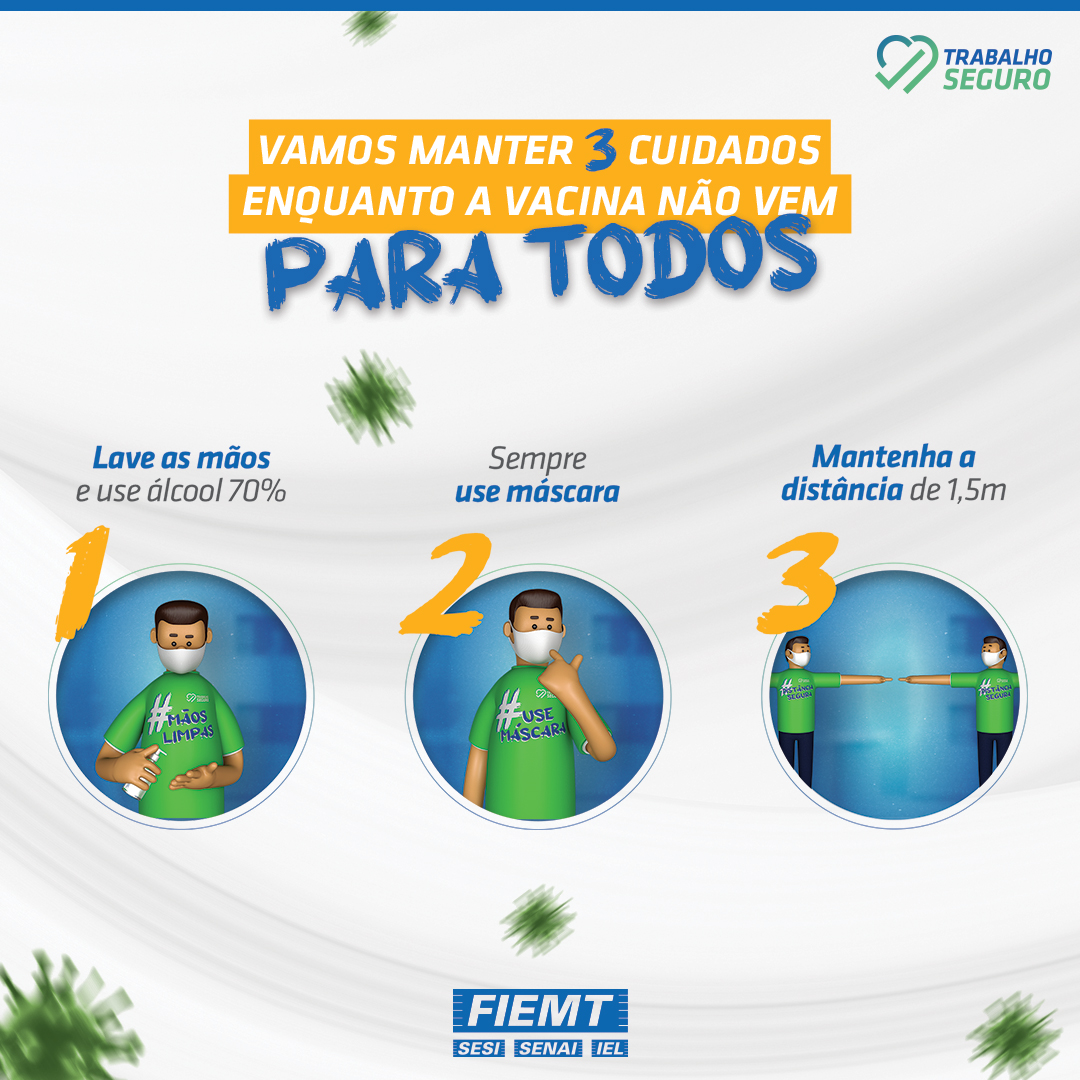 TRABALHO
SEGURO
VAMOS MANTER 3 CUIDADOS
ENQUANTO A VACINA NÃO VEM
PARA TODOS
Lave as mãos
e use álcool 70%
1
#MÃOS
LIMPAS
Sempre
use máscara
2
#USE
MÁSCARA
Mantenha a
distância de 1,5m
3
#DISTÂNCIA
SEGURA
#DISTÂNCIA
SEGURA
FIEMT
SESI SENAI IEL